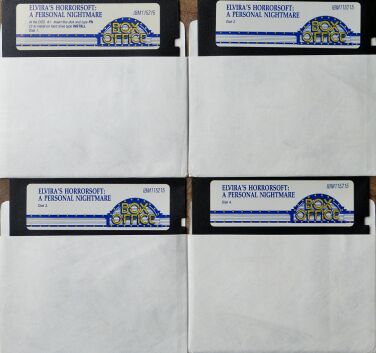 ELVIRA'S HORRORSOFT: IBM115215
A PERSONAL NIGHTMARE
Disk 1.
BOX
OFFICE
ELVIRA'S HORRORSOFT: IBM115215
A PERSONAL NIGHTMARE
Disk 2.
BOX
OFFICE
ELVIRA'S HORRORSOFT: IBM115215
A PERSONAL NIGHTMARE
Disk 3.
BOX
OFFICE
ELVIRA'S HORRORSOFT: IBM115215
A PERSONAL NIGHTMARE
Disk 4.
BOX
OFFICE